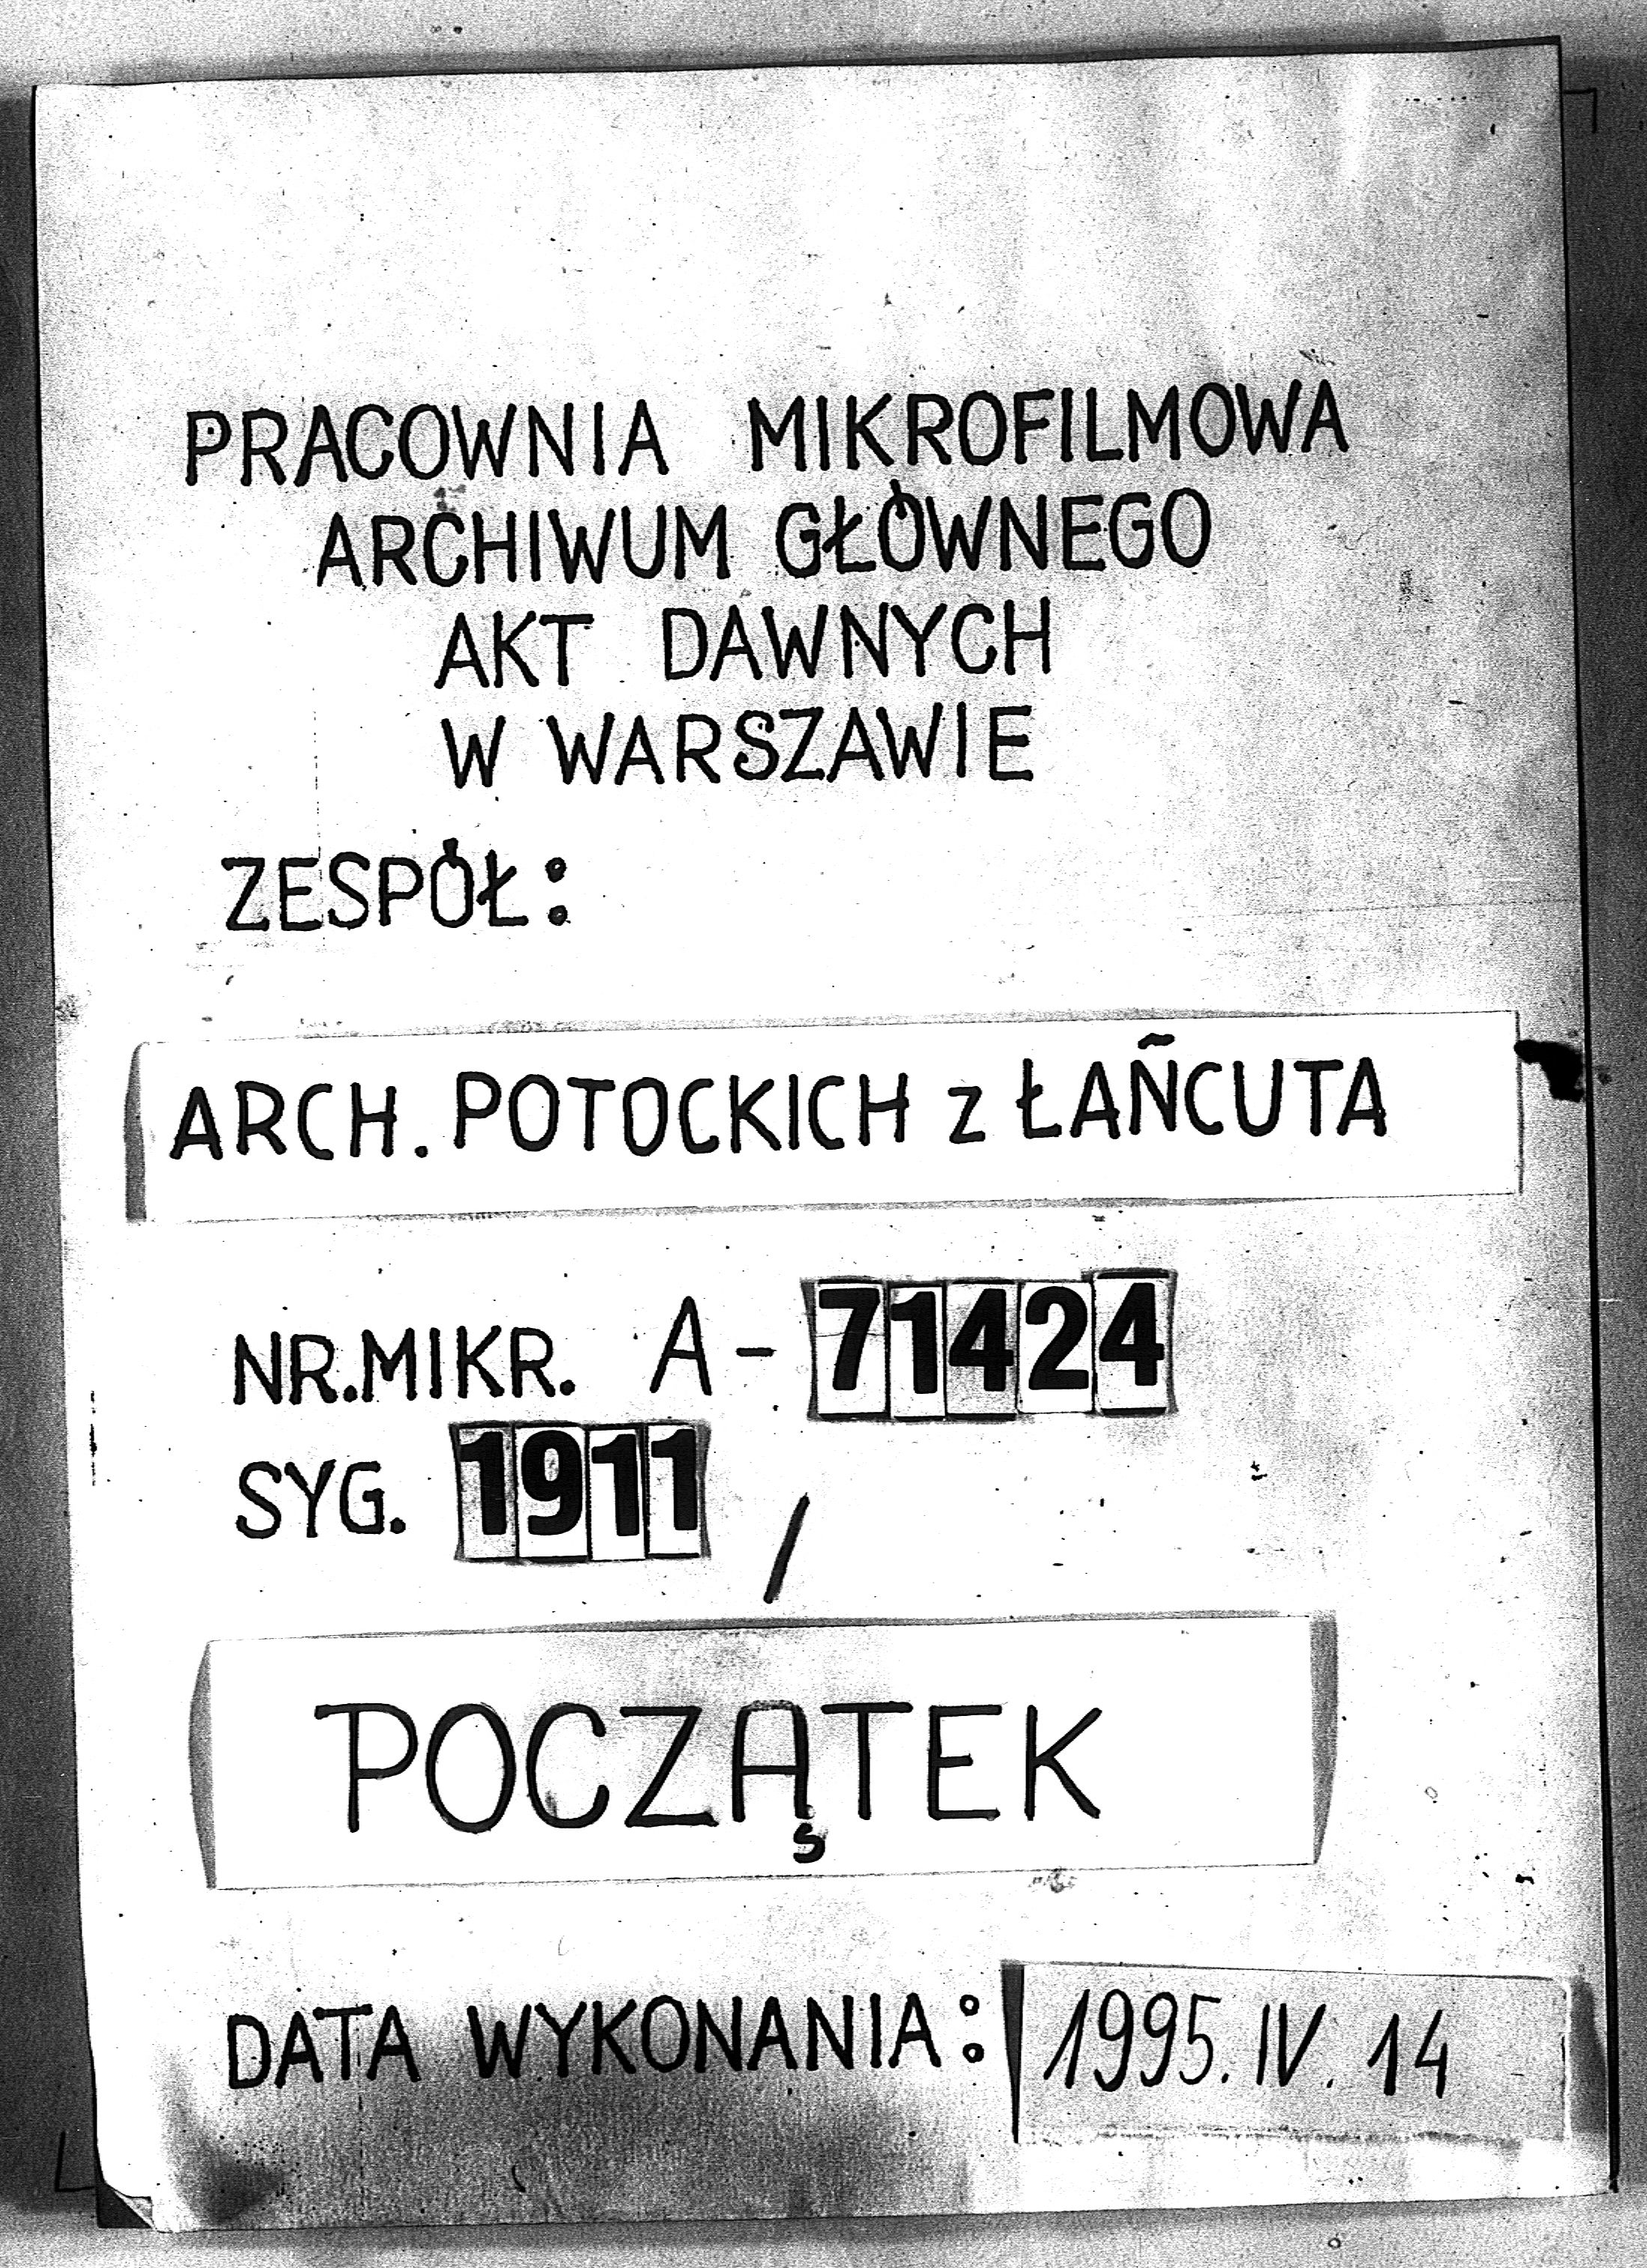 PRACOWNIA MIKROFILMOWA
ARCHIWUM GŁÓWNEGO
AKT DAWNYCH
W WARSZAWIE
ZESPÓŁ:
ARCH. POTOCKICH z ŁAŃCUTA
NR.MIKR. A-71424
SYG. 1911 /
POCZĄTEK
DATA WYKONANIA: 1995.IV.14